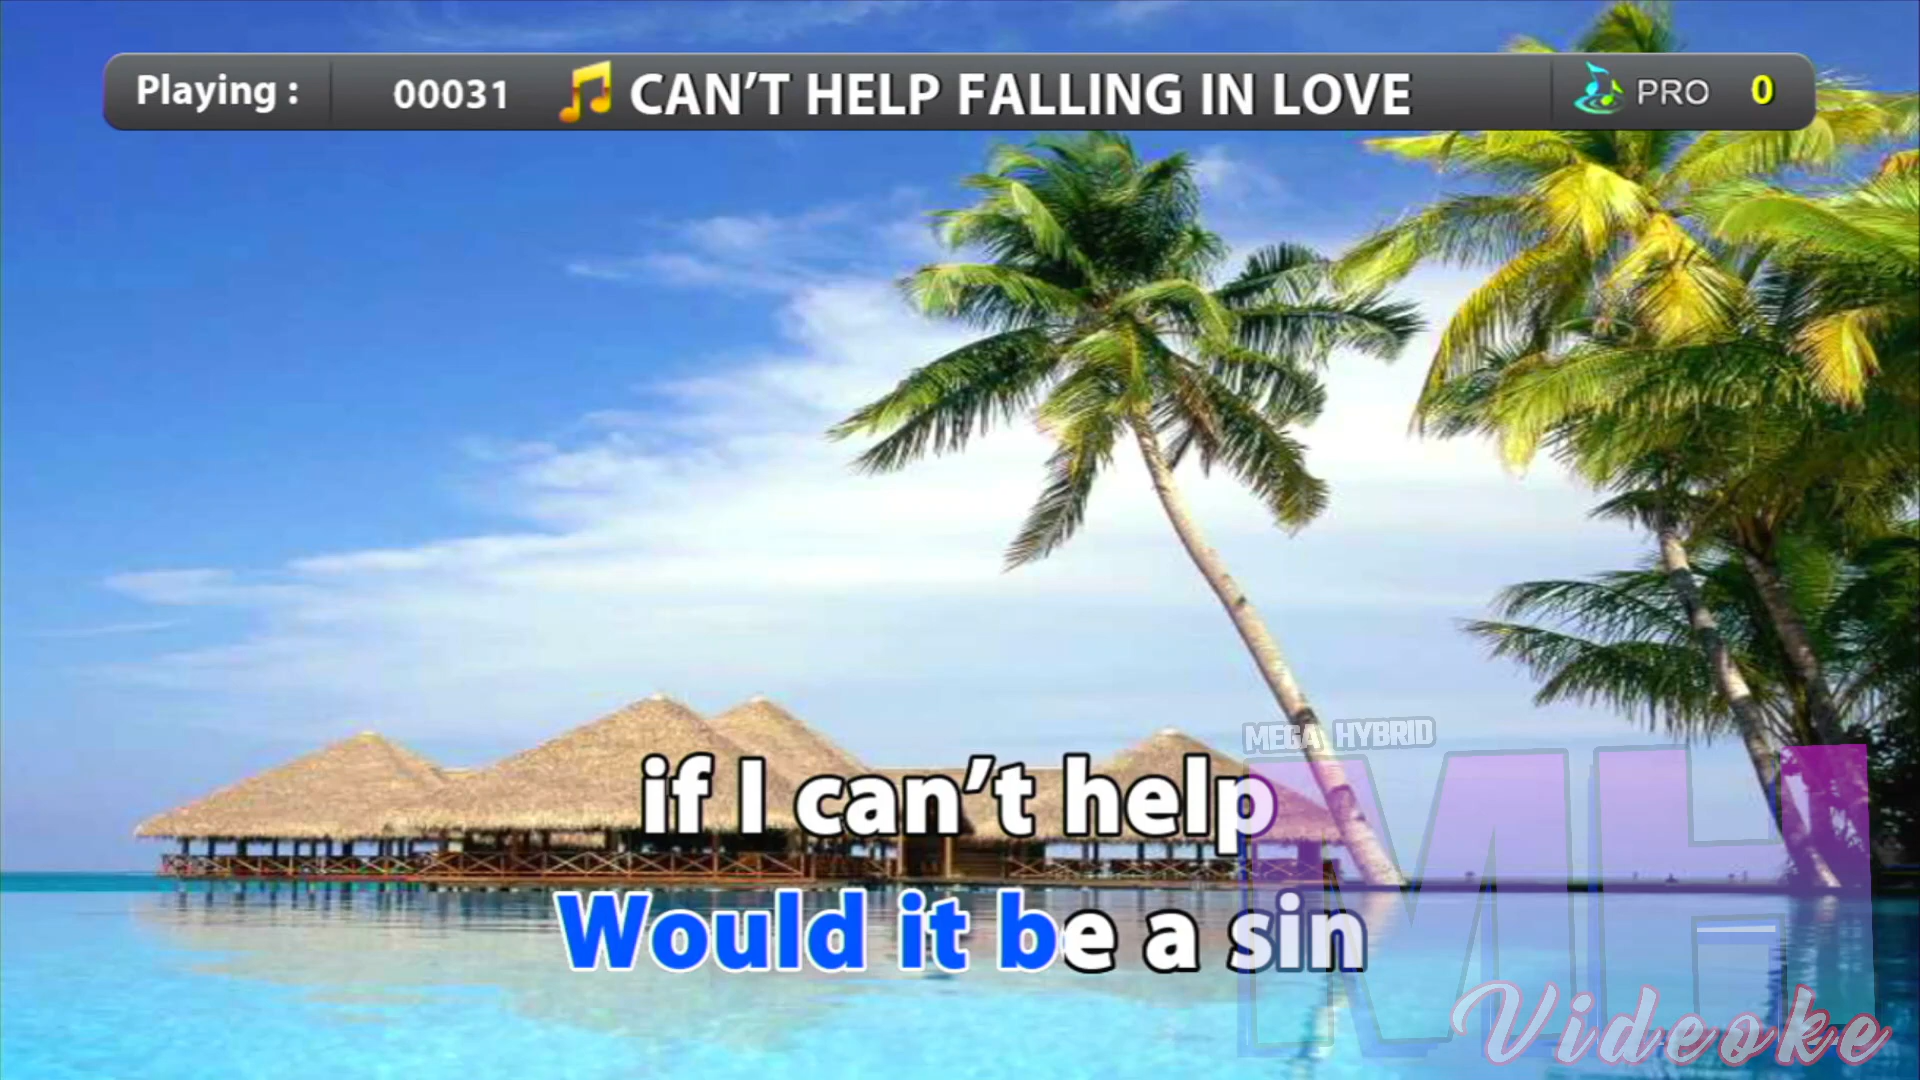 Playing : 00031 CAN'T HELP FALLING IN LOVE PRO 0
if I can't help
Would it be a sin
MEGA HYBRID
MH
Videoke